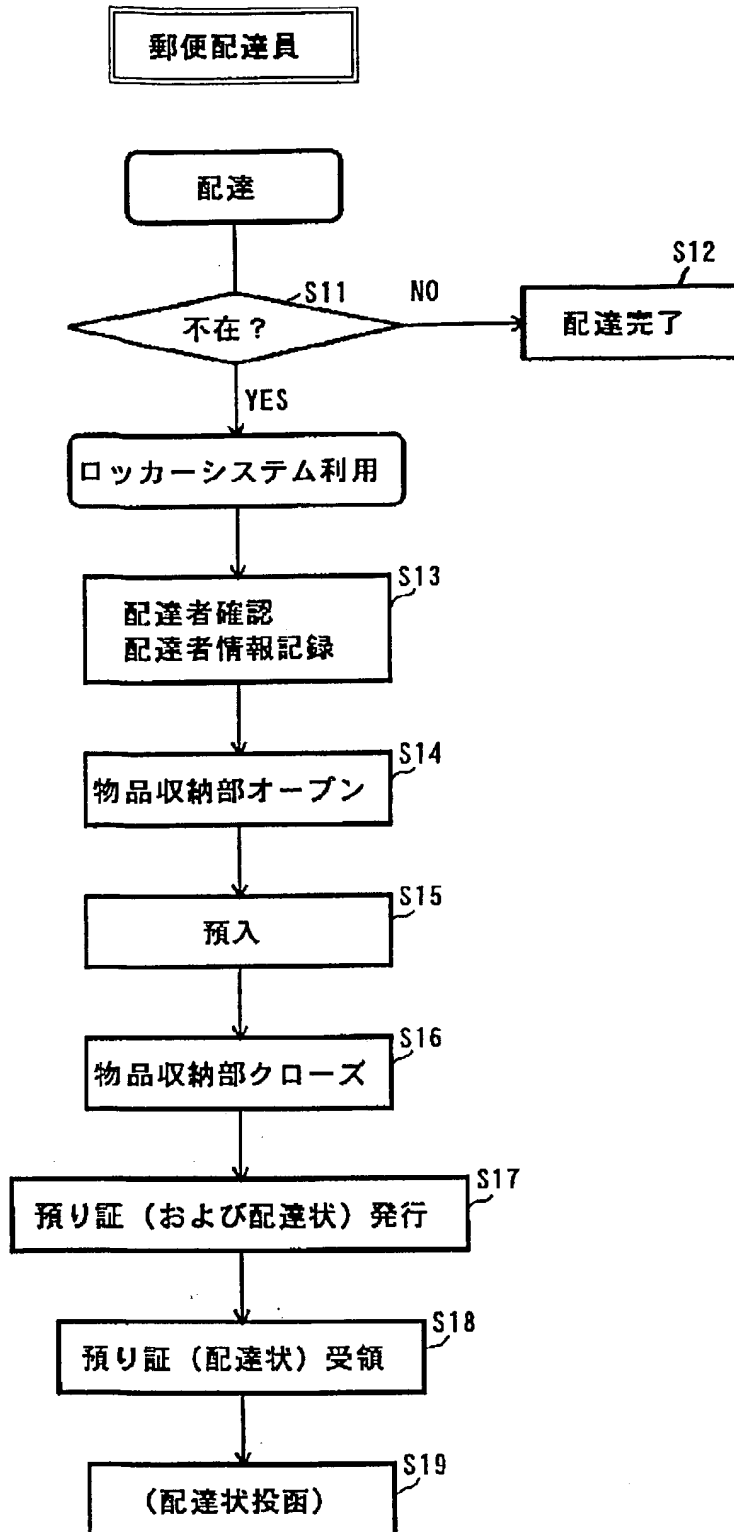 郵便配達員
配達
S11
不在？
NO
S12
配達完了
YES
ロッカーシステム利用
S13
配達者確認
配達者情報記録
S14
物品収納部オープン
S15
預入
S16
物品収納部クローズ
S17
預り証（および配達状）発行
S18
預り証（配達状）受領
S19
（配達状投函）